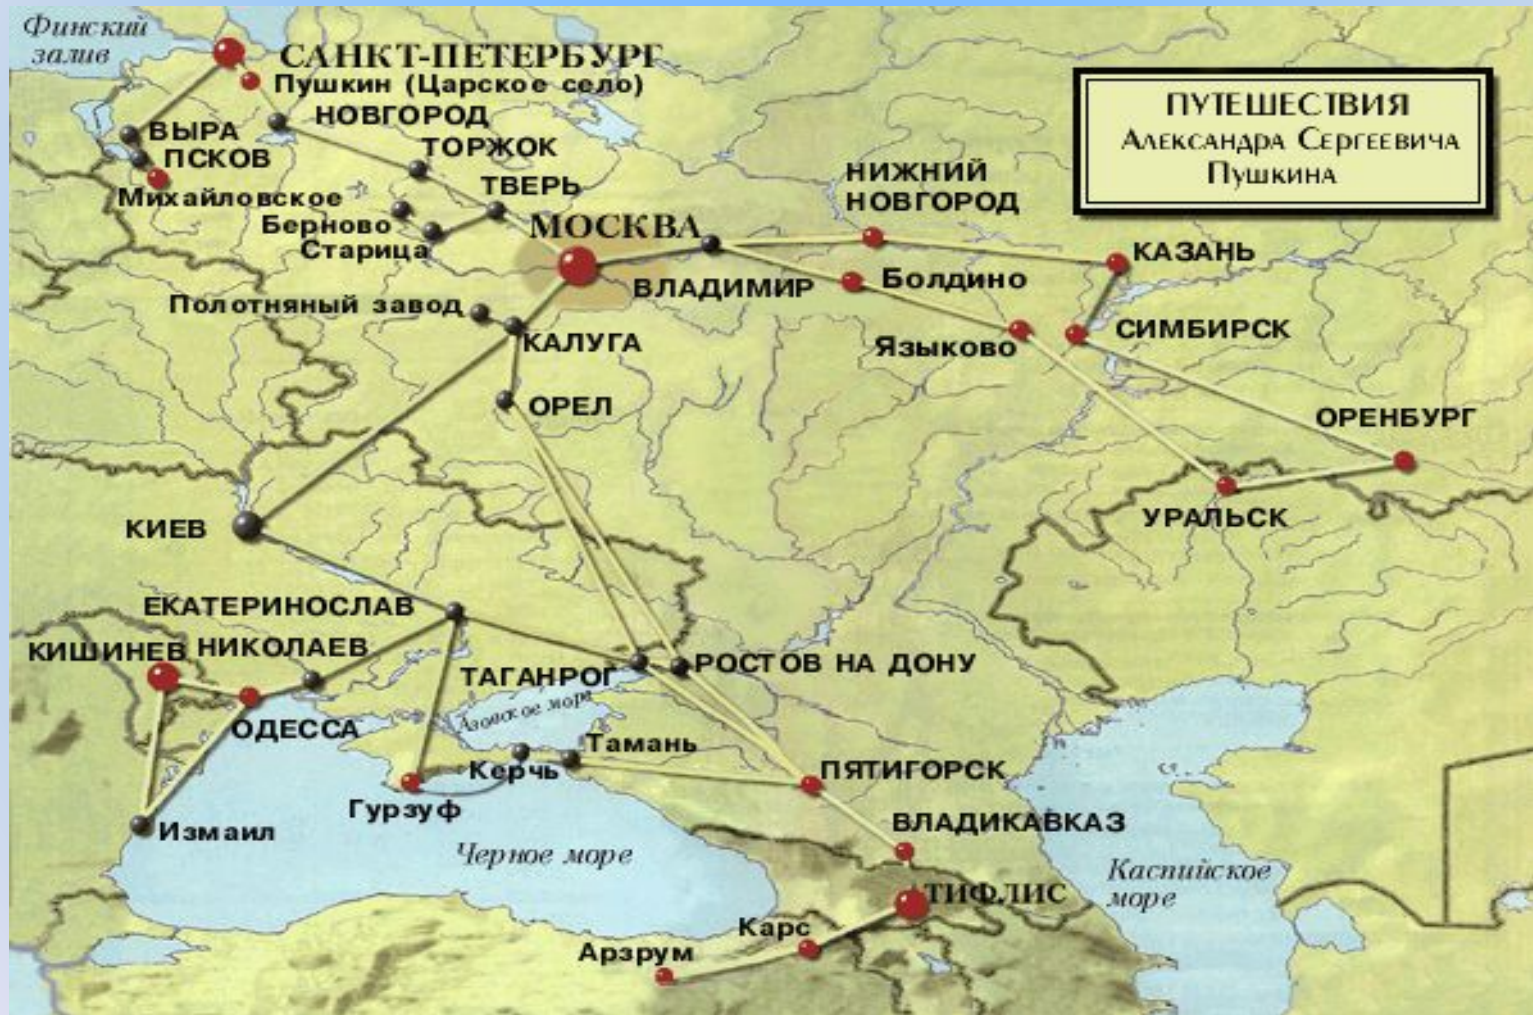 Финский
залив
САНКТ-ПЕТЕРБУРГ
Пушкин (Царское село)
НОВГОРОД
ВЫРА
ПСКОВ
ТОРЖОК
Михайловское
ТВЕРЬ
Берново
Старица
МОСКВА
НИЖНИЙ
НОВГОРОД
ПУТЕШЕСТВИЯ
Александра Сергеевича
Пушкина
КАЗАНЬ
ВЛАДИМИР
Болдино
Полотняный завод
КАЛУГА
Языково
СИМБИРСК
ОРЕЛ
ОРЕНБУРГ
КИЕВ
УРАЛЬСК
ЕКАТЕРИНОСЛАВ
КИШИНЕВ
НИКОЛАЕВ
ТАГАНРОГ
РОСТОВ НА ДОНУ
Азовское море
ОДЕССА
Тамань
Керчь
ПЯТИГОРСК
Гурзуф
Измаил
ВЛАДИКАВКАЗ
Черное море
Каспийское
море
ТИФЛИС
Карс
Арзрум